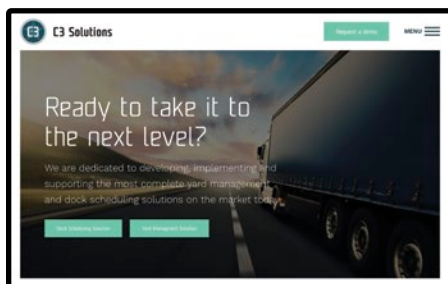 C3 C3 Solutions
Request a demo
MENU
Ready to take it to
the next level?
We are dedicated to developing, implementing and
supporting the most complete yard management
and dock scheduling solutions on the market today.
Dock Scheduling Solution
Yard Management Solution